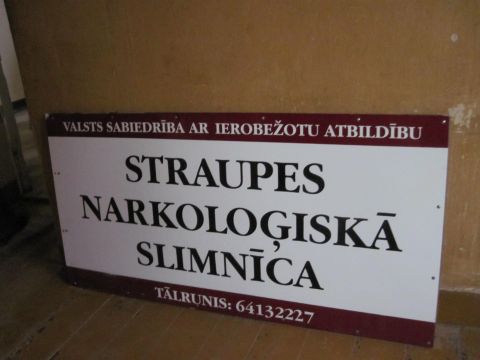 VALSTS SABIEDRĪBA AR IEROBEŽOTU ATBILDĪBU
STRAUPES
NARKOLOĢISKĀ
SLIMNĪCA
TĀLRUNIS: 64132227